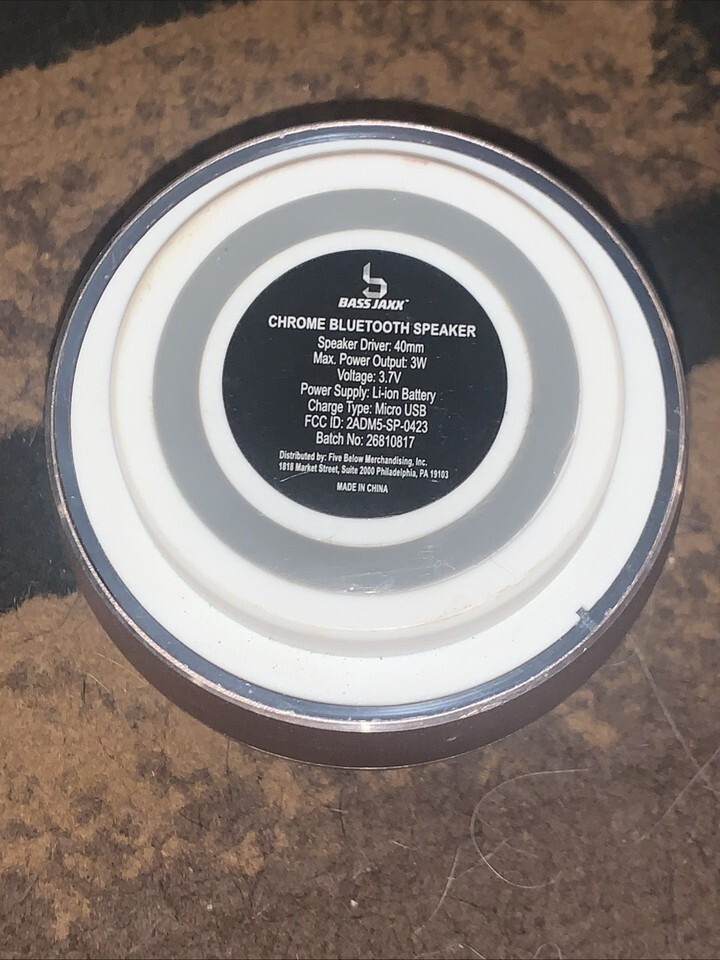 BASS JAXX™
CHROME BLUETOOTH SPEAKER
Speaker Driver: 40mm
Max. Power Output: 3W
Voltage: 3.7V
Power Supply: Li-ion Battery
Charge Type: Micro USB
FCC ID: 2ADM5-SP-0423
Batch No: 26810817
Distributed by: Five Below Merchandising, Inc.
1818 Market Street, Suite 2000 Philadelphia, PA 19103
MADE IN CHINA